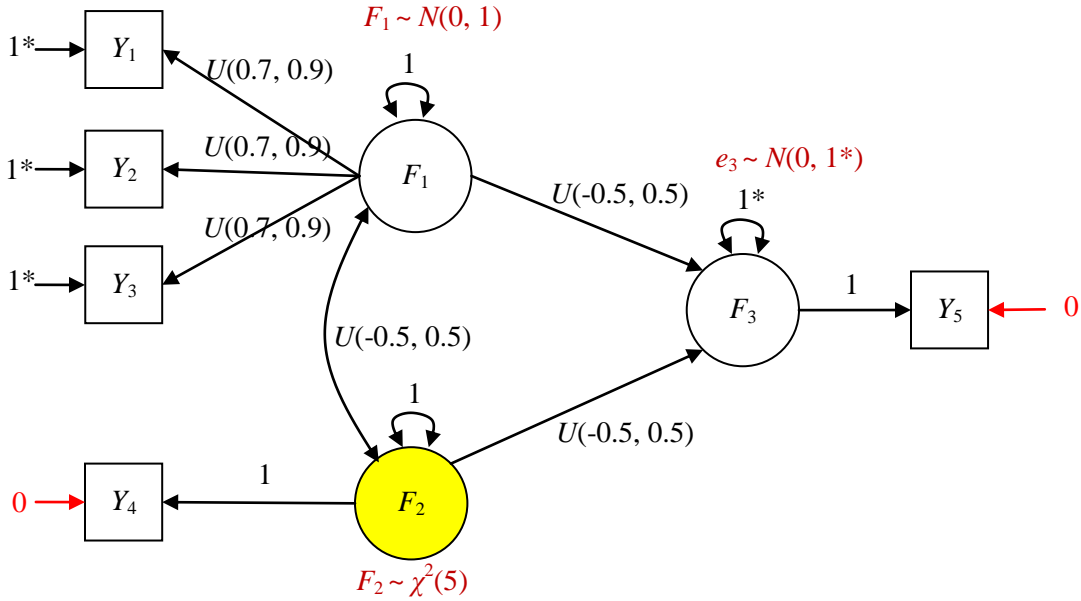 F₁ ~ N(0, 1)
1* Y₁
U(0.7, 0.9)
1
1* Y₂
U(0.7, 0.9)
F₁
e₃ ~ N(0, 1*)
U(-0.5, 0.5)
1*
U(0.7, 0.9)
1* Y₃
F₃
1
Y₅
0
U(-0.5, 0.5)
1
U(-0.5, 0.5)
0
Y₄
1
F₂
F₂ ~ χ²(5)